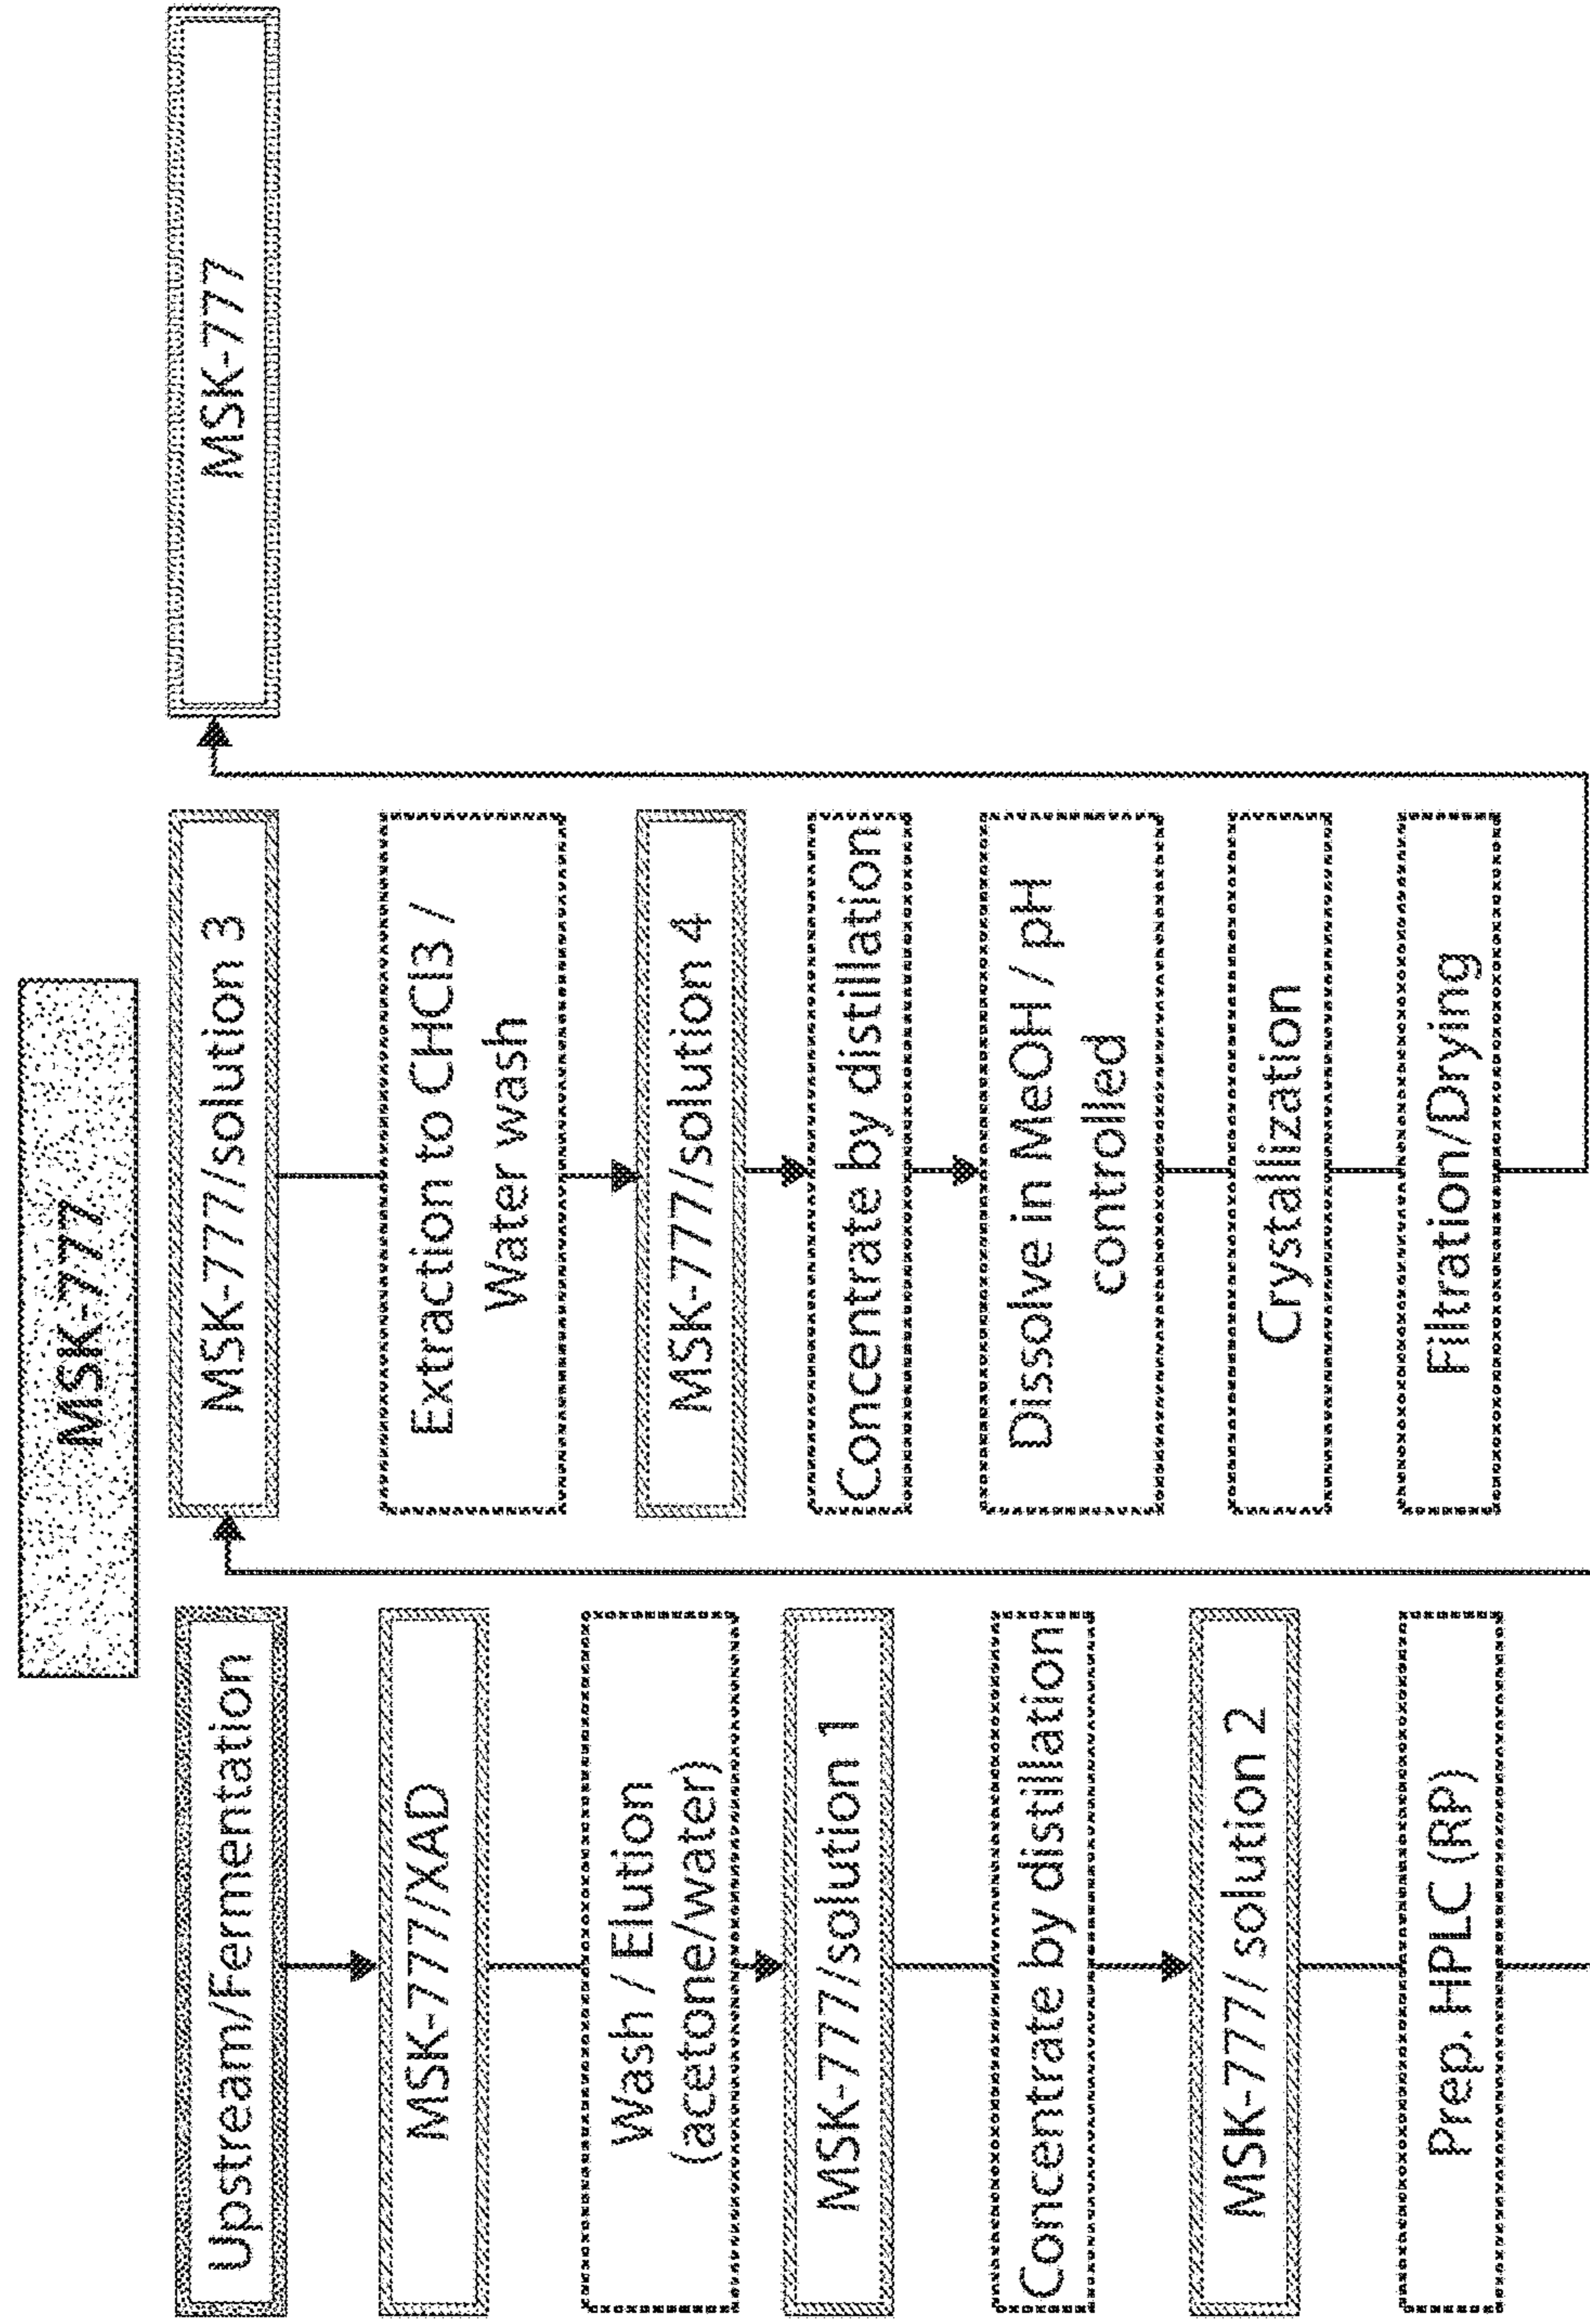 MSK-777
Upstream/Fermentation
MSK-777/XAD
Wash / Elution
(acetone/water)
MSK-777/solution 1
Concentrate by distillation
MSK-777/ solution 2
Prep. HPLC (RP)
MSK-777/solution 3
Extraction to CHCl3 /
Water wash
MSK-777/solution 4
Concentrate by distillation
Dissolve in MeOH / pH
controlled
Crystallization
Filtration/Drying
MSK-777